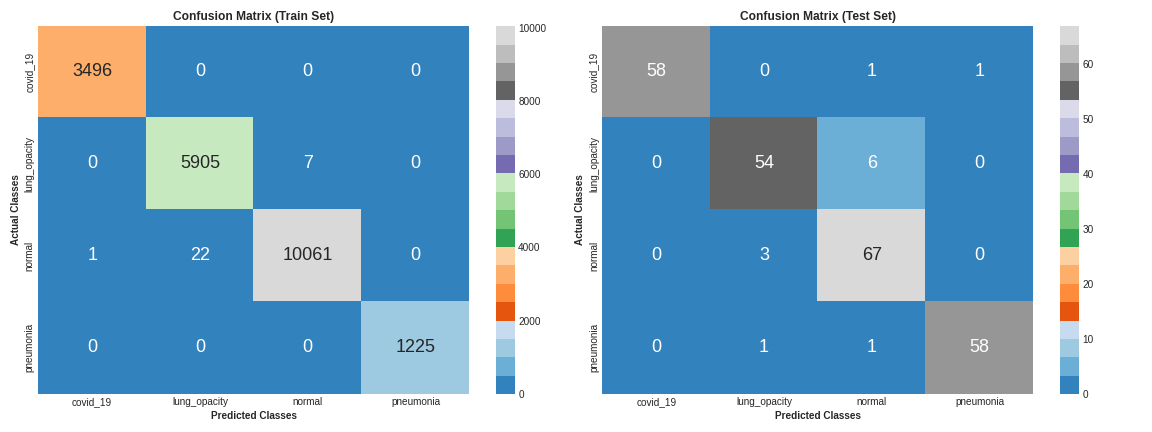 Confusion Matrix (Train Set)
Actual Classes
covid_19
3496 0 0 0
lung_opacity
0 5905 7 0
normal
1 22 10061 0
pneumonia
0 0 0 1225
covid_19 lung_opacity normal pneumonia
Predicted Classes
10000
8000
6000
4000
2000
0
Confusion Matrix (Test Set)
Actual Classes
covid_19
58 0 1 1
lung_opacity
0 54 6 0
normal
0 3 67 0
pneumonia
0 1 1 58
covid_19 lung_opacity normal pneumonia
Predicted Classes
60
50
40
30
20
10
0